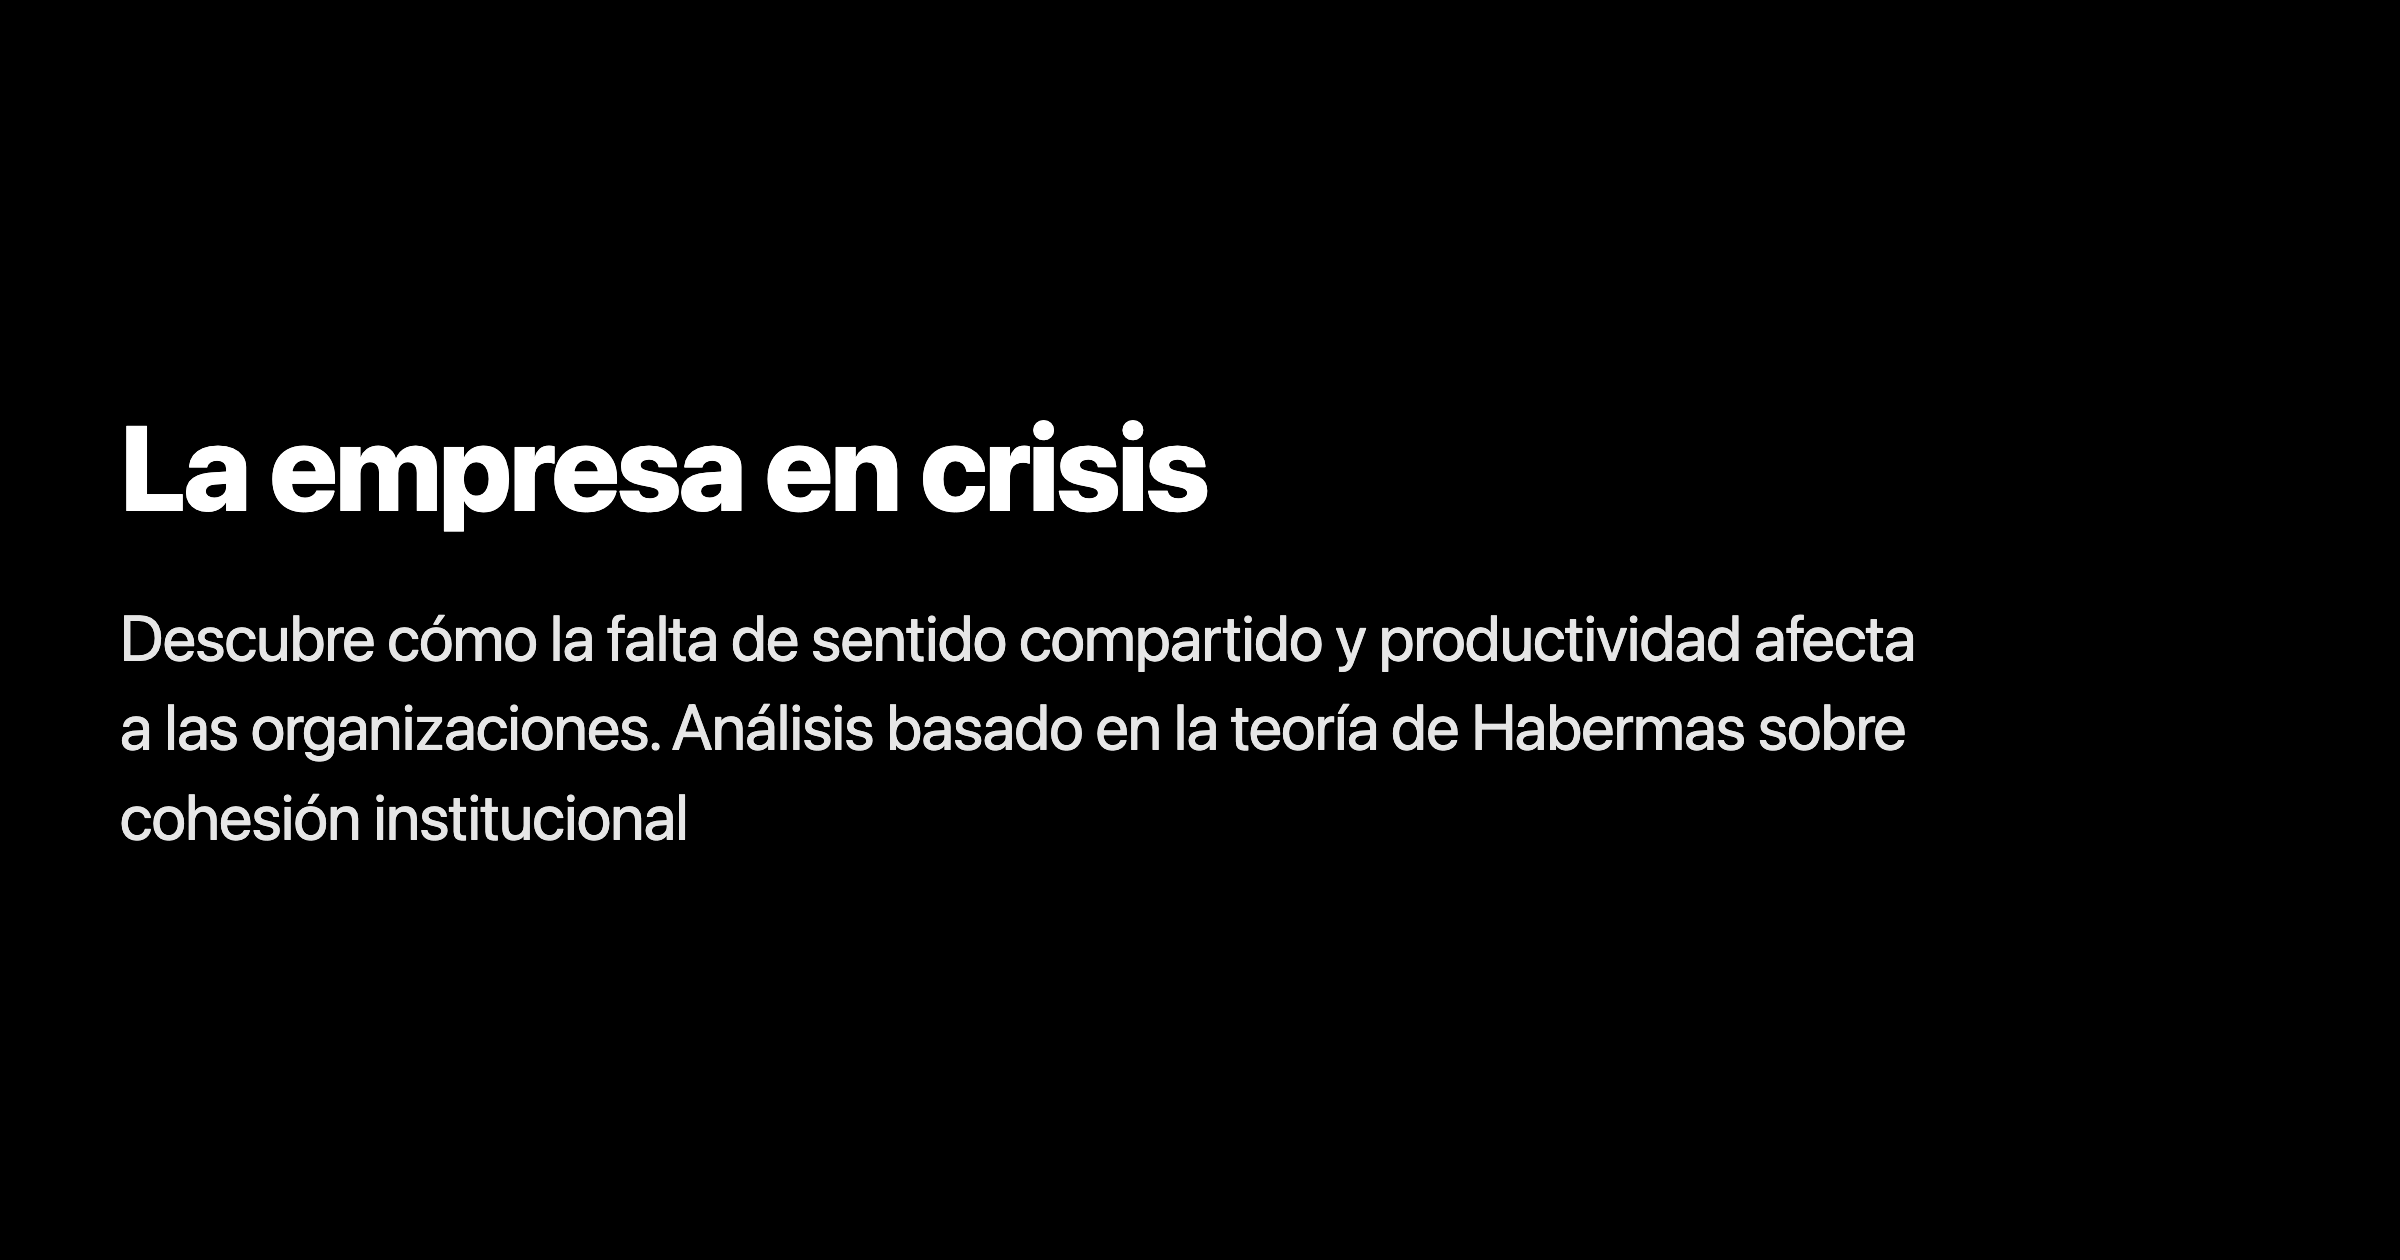 La empresa en crisis
Descubre cómo la falta de sentido compartido y productividad afecta
a las organizaciones. Análisis basado en la teoría de Habermas sobre
cohesión institucional